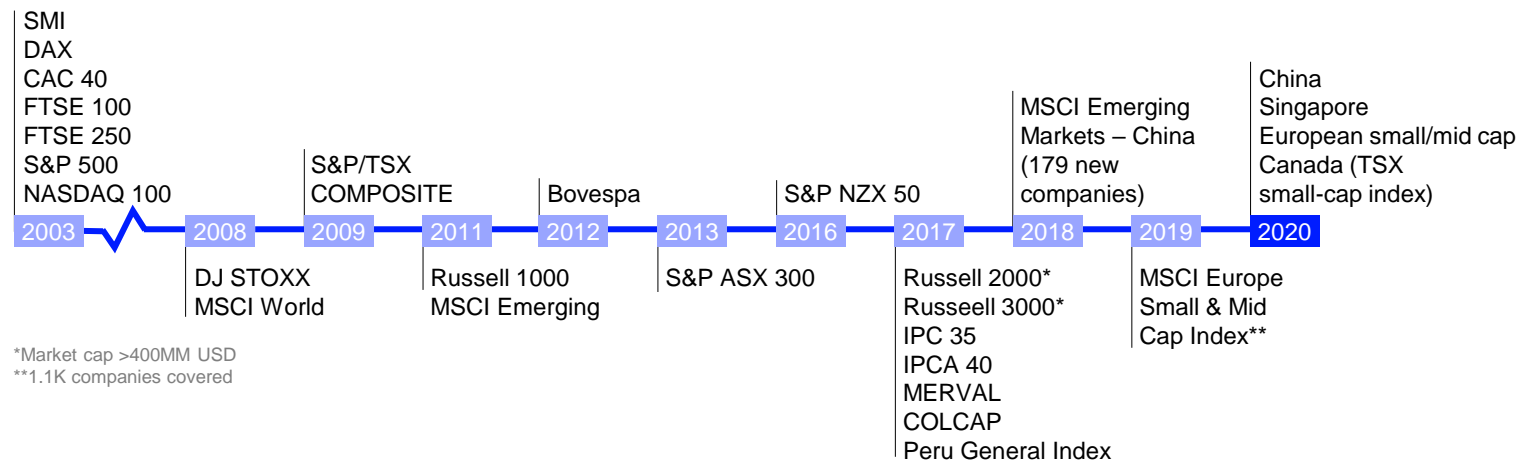 SMI
DAX
CAC 40
FTSE 100
FTSE 250
S&P 500
NASDAQ 100
2003
2008
DJ STOXX
MSCI World
S&P/TSX
COMPOSITE
2009
2011
Russell 1000
MSCI Emerging
Bovespa
2012
2013
S&P ASX 300
S&P NZX 50
2016
2017
Russell 2000*
Russeell 3000*
IPC 35
IPCA 40
MERVAL
COLCAP
Peru General Index
MSCI Emerging
Markets – China
(179 new
companies)
2018
2019
MSCI Europe
Small & Mid
Cap Index**
China
Singapore
European small/mid cap
Canada (TSX
small-cap index)
2020
*Market cap >400MM USD
**1.1K companies covered